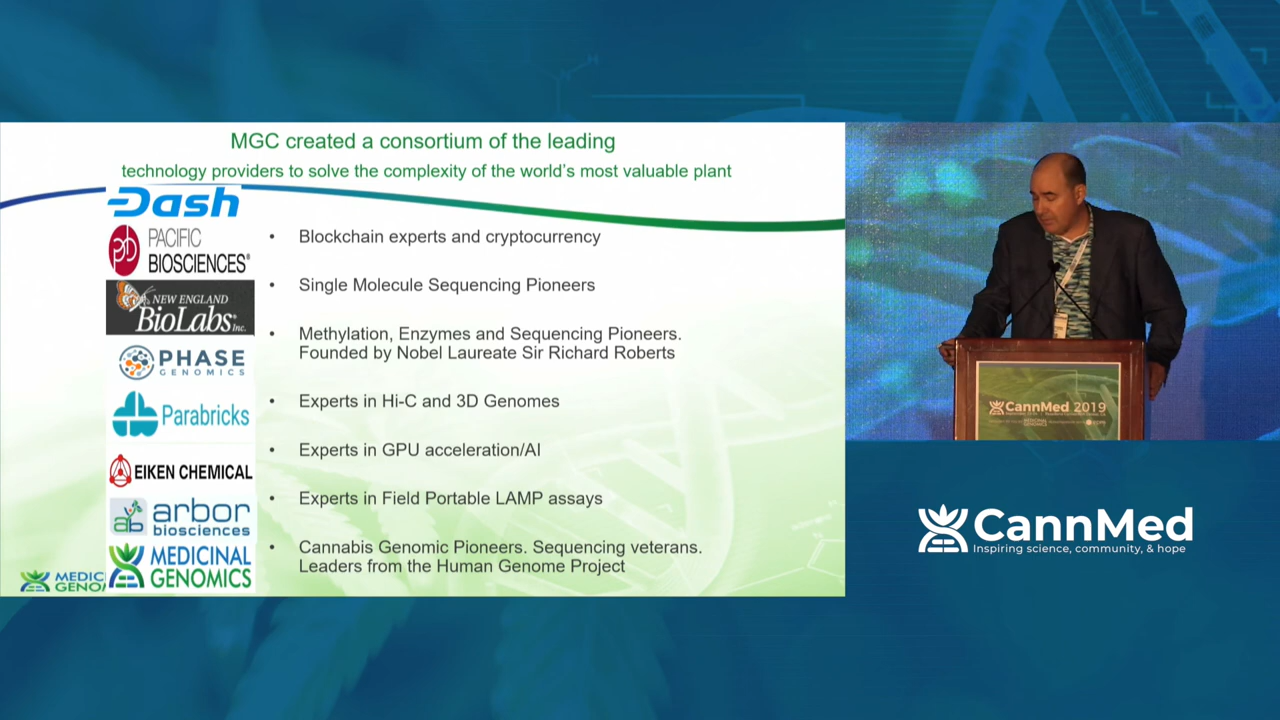 MGC created a consortium of the leading
technology providers to solve the complexity of the world's most valuable plant
Dash
PACIFIC
BIOSCIENCES®
NEW ENGLAND
BioLabs® Inc.
PHASE
GENOMICS
Parabricks
EIKEN CHEMICAL
arbor
biosciences
MEDICINAL
GENOMICS
MEDIC
GENO
• Blockchain experts and cryptocurrency
• Single Molecule Sequencing Pioneers
• Methylation, Enzymes and Sequencing Pioneers.
Founded by Nobel Laureate Sir Richard Roberts
• Experts in Hi-C and 3D Genomes
• Experts in GPU acceleration/AI
• Experts in Field Portable LAMP assays
• Cannabis Genomic Pioneers. Sequencing veterans.
Leaders from the Human Genome Project
CannMed 2019
CannMed
Inspiring science, community, & hope